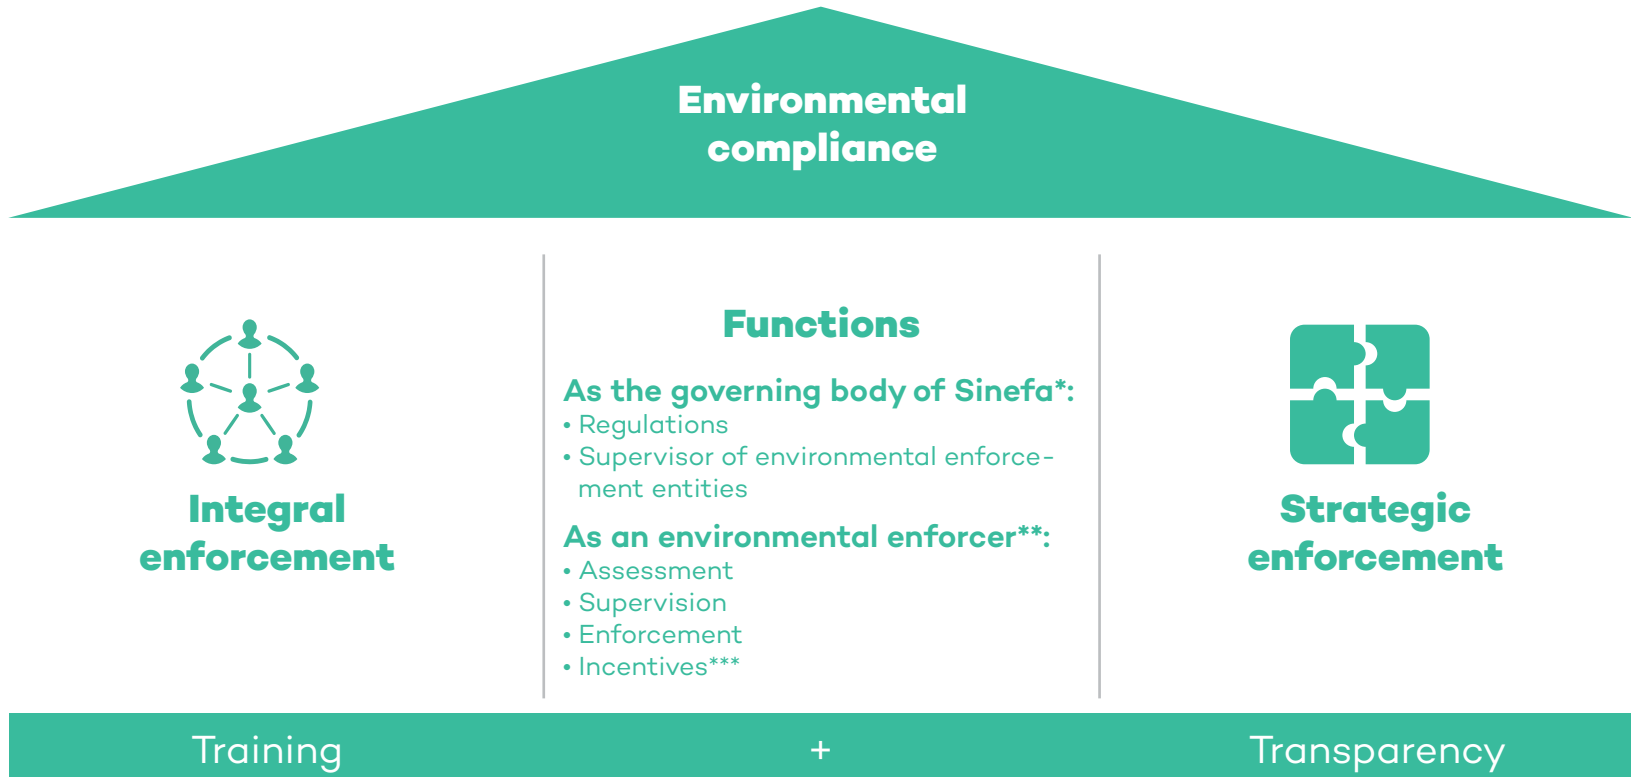 Environmental
compliance
Integral
enforcement
Functions
As the governing body of Sinefa*:
• Regulations
• Supervisor of environmental enforce-
ment entities
As an environmental enforcer**:
• Assessment
• Supervision
• Enforcement
• Incentives***
Strategic
enforcement
Training + Transparency